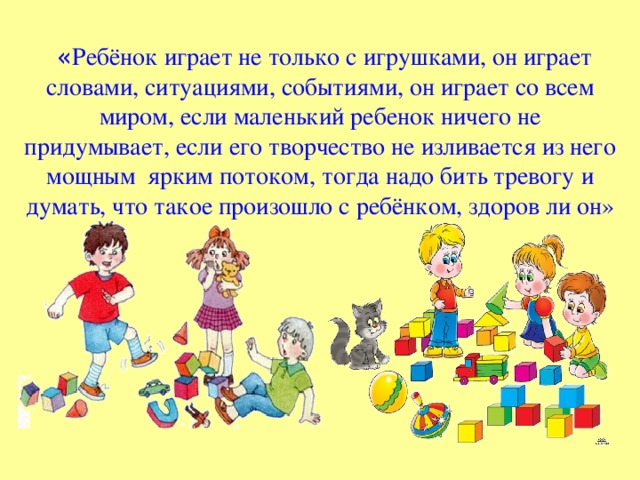 «Ребёнок играет не только с игрушками, он играет
словами, ситуациями, событиями, он играет со всем
миром, если маленький ребенок ничего не
придумывает, если его творчество не изливается из него
мощным  ярким потоком, тогда надо бить тревогу и
думать, что такое произошло с ребёнком, здоров ли он»